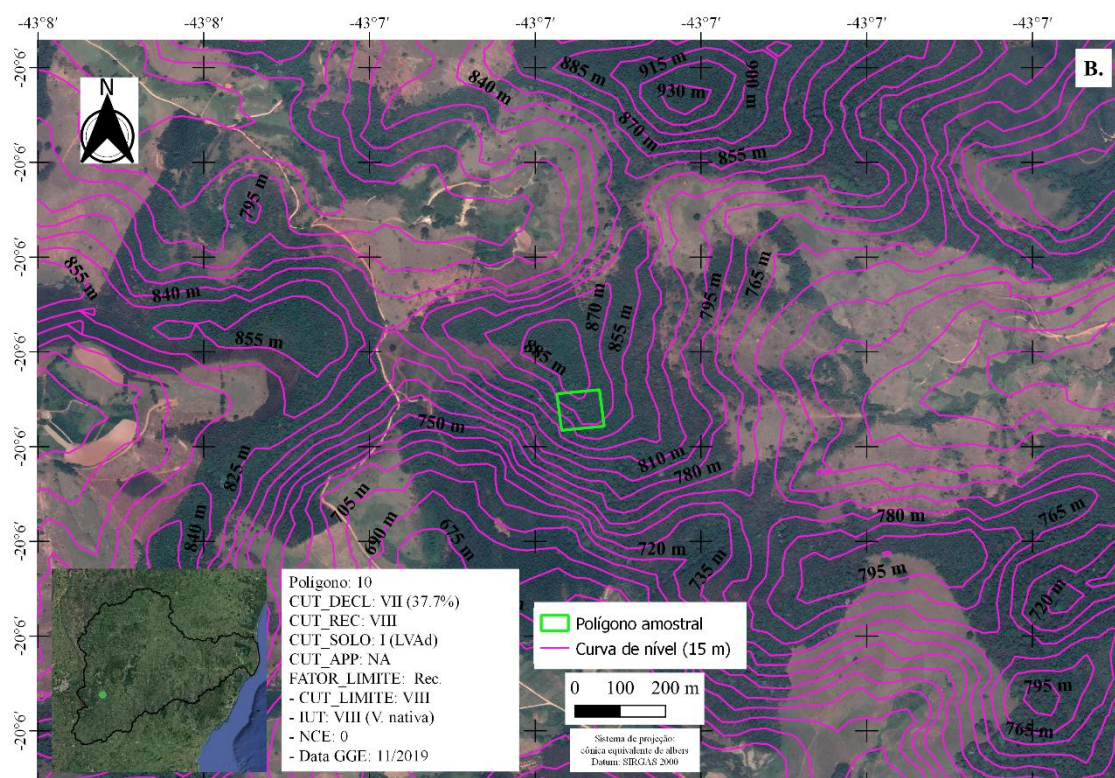 -43°8' -43°8' -43°7' -43°7' -43°7' -43°7' -43°7'
B.
N
-20°6'
-20°6'
-20°6'
-20°6'
-20°6'
-20°6'
-20°6'
-20°6'
840 m
885 m
915 m
900 m
930 m
870 m
855 m
795 m
855 m
840 m
870 m
855 m
795 m
765 m
855 m
885 m
750 m
810 m
780 m
825 m
705 m
840 m
690 m
675 m
720 m
735 m
780 m
765 m
795 m
720 m
795 m
765 m
Polígono: 10
CUT_DECL: VII (37.7%)
CUT_REC: VIII
CUT_SOLO: I (LVAd)
CUT_APP: NA
FATOR_LIMITE: Rec.
- CUT_LIMITE: VIII
- IUT: VIII (V. nativa)
- NCE: 0
- Data GGE: 11/2019
Polígono amostral
Curva de nível (15 m)
0 100 200 m
Sistema de projeção:
cônica equivalente de albers
Datum: SIRGAS 2000